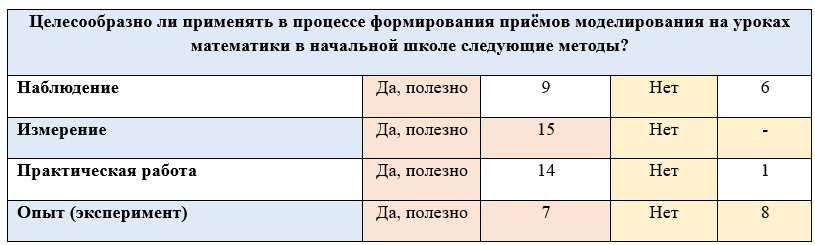 Целесообразно ли применять в процессе формирования приёмов моделирования на уроках
математики в начальной школе следующие методы?
Наблюдение Да, полезно 9 Нет 6
Измерение Да, полезно 15 Нет -
Практическая работа Да, полезно 14 Нет 1
Опыт (эксперимент) Да, полезно 7 Нет 8